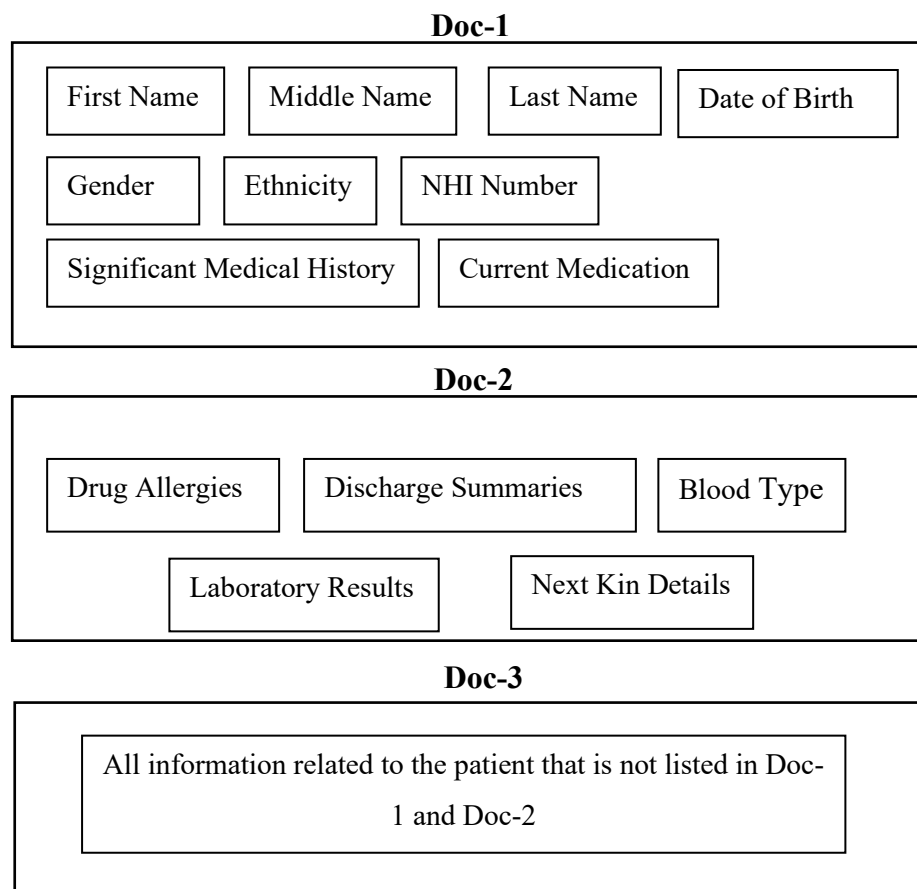 Doc-1
First Name Middle Name Last Name Date of Birth
Gender Ethnicity NHI Number
Significant Medical History Current Medication
Doc-2
Drug Allergies Discharge Summaries Blood Type
Laboratory Results Next Kin Details
Doc-3
All information related to the patient that is not listed in Doc-
1 and Doc-2